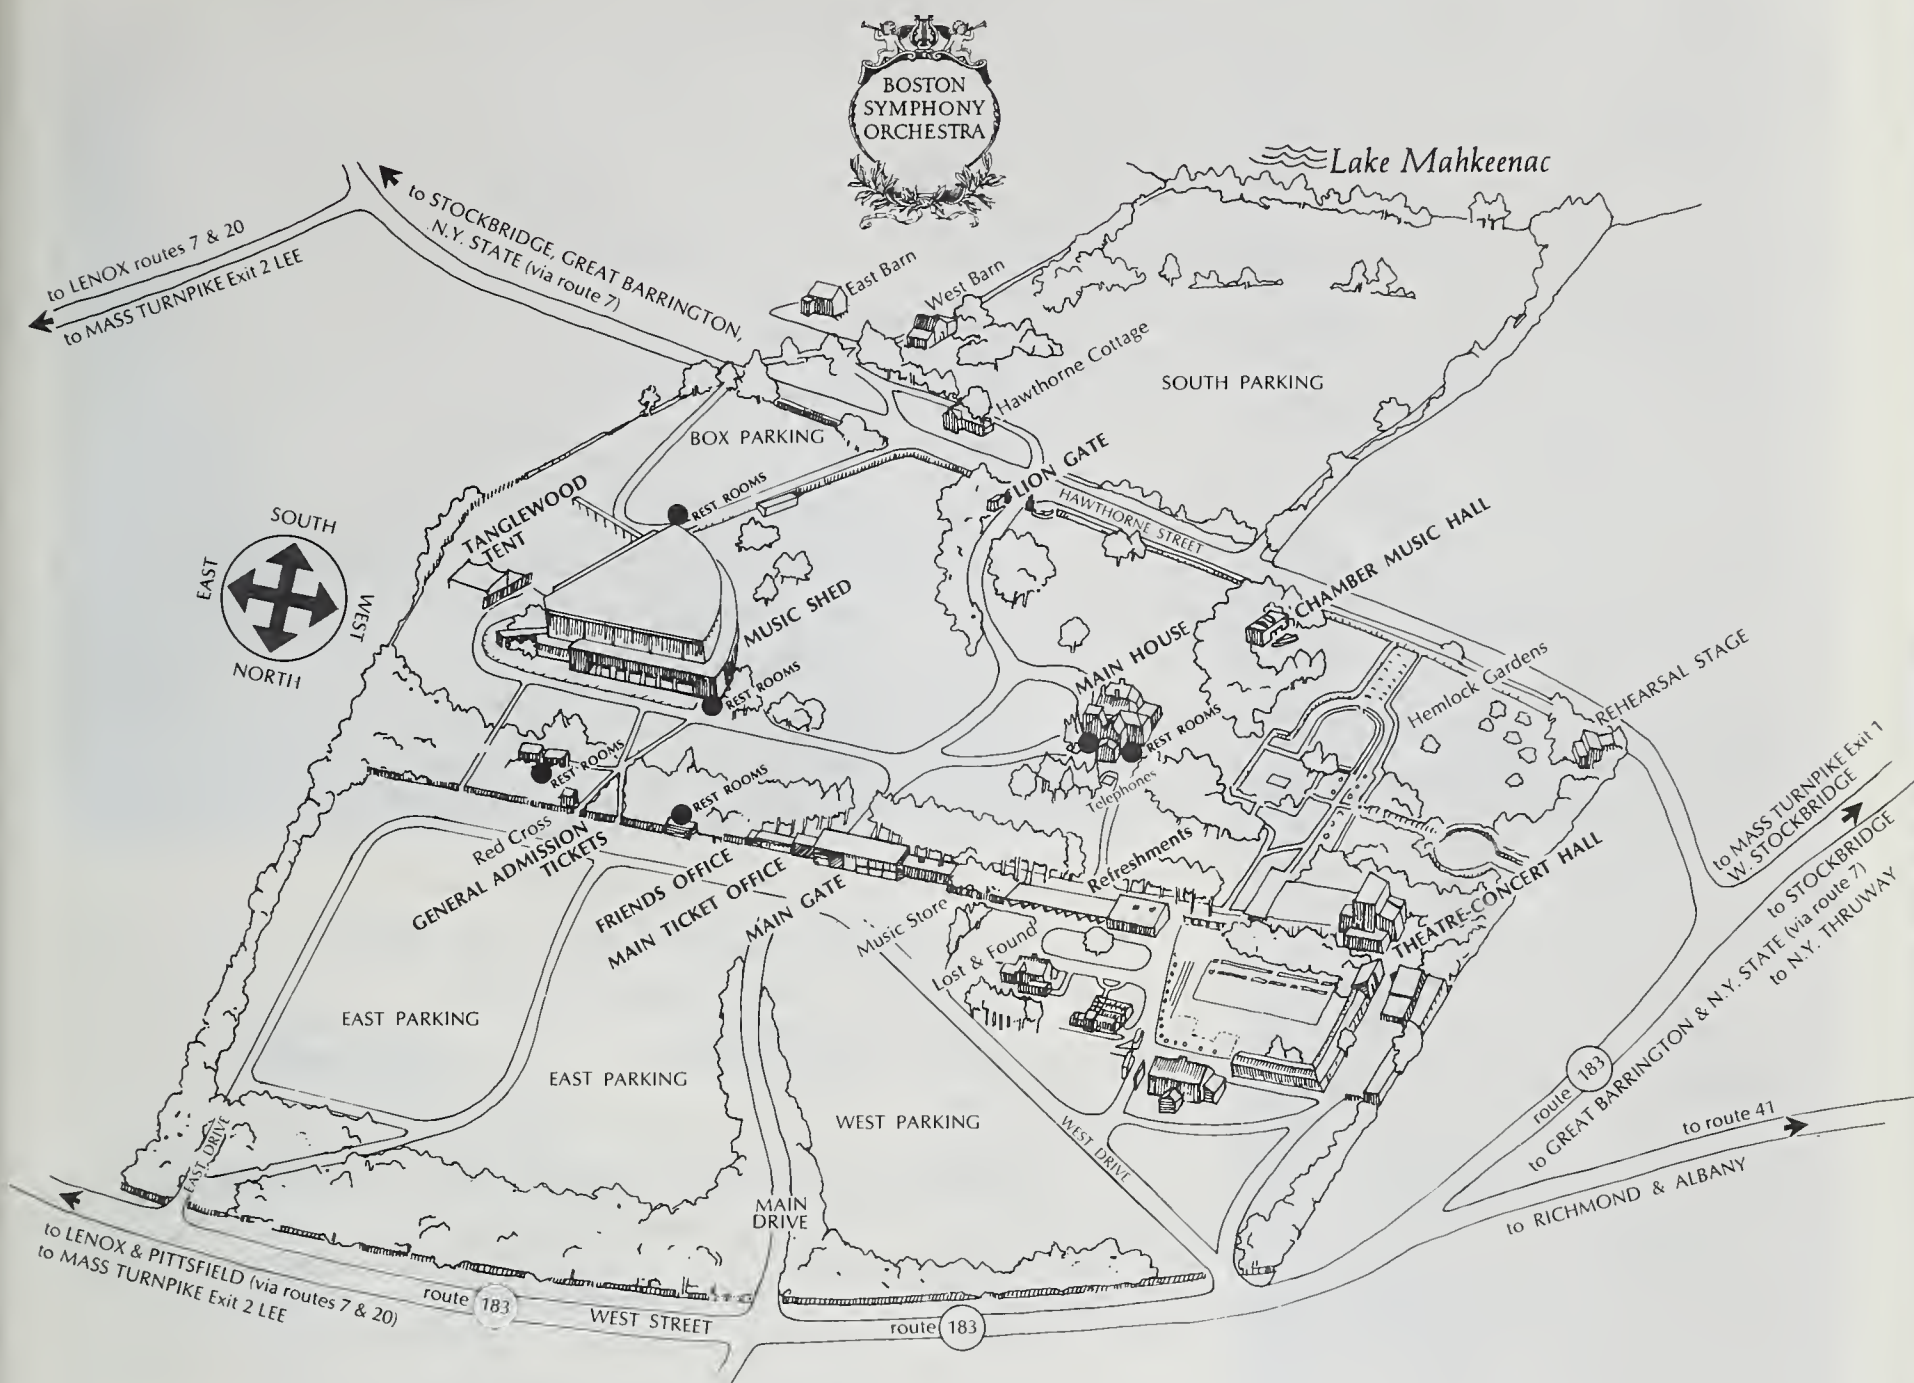 BOSTON
SYMPHONY
ORCHESTRA
Lake Mahkeenac
to STOCKBRIDGE, GREAT BARRINGTON,
N.Y. STATE (via route 7)
to LENOX routes 7 & 20
to MASS TURNPIKE Exit 2 LEE
East Barn
West Barn
Hawthorne Cottage
SOUTH PARKING
BOX PARKING
LION GATE
HAWTHORNE STREET
REST ROOMS
TANGLEWOOD
TENT
SOUTH
EAST
WEST
NORTH
MUSIC SHED
CHAMBER MUSIC HALL
MAIN HOUSE
Hemlock Gardens
REHEARSAL STAGE
REST ROOMS
REST ROOMS
Telephones
REST ROOMS
REST ROOMS
Red Cross
GENERAL ADMISSION
TICKETS
FRIENDS OFFICE
MAIN TICKET OFFICE
MAIN GATE
Refreshments
Music Store
Lost & Found
THEATRE-CONCERT HALL
to MASS TURNPIKE Exit 1
W. STOCKBRIDGE
to STOCKBRIDGE
to GREAT BARRINGTON & N.Y. STATE (via route 7)
to N.Y. THRUWAY
EAST PARKING
EAST PARKING
WEST PARKING
route 183
to route 41
to RICHMOND & ALBANY
EAST DRIVE
MAIN
DRIVE
WEST DRIVE
to LENOX & PITTSFIELD (via routes 7 & 20)
to MASS TURNPIKE Exit 2 LEE
route 183
WEST STREET
route 183